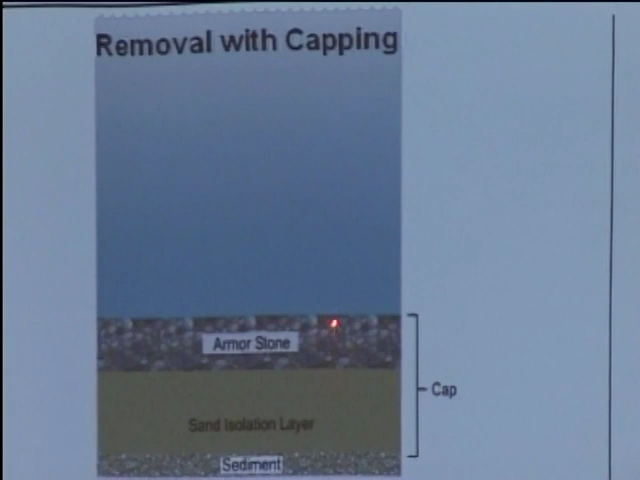 Removal with Capping
Armor Stone
Cap
Sand Isolation Layer
Sediment